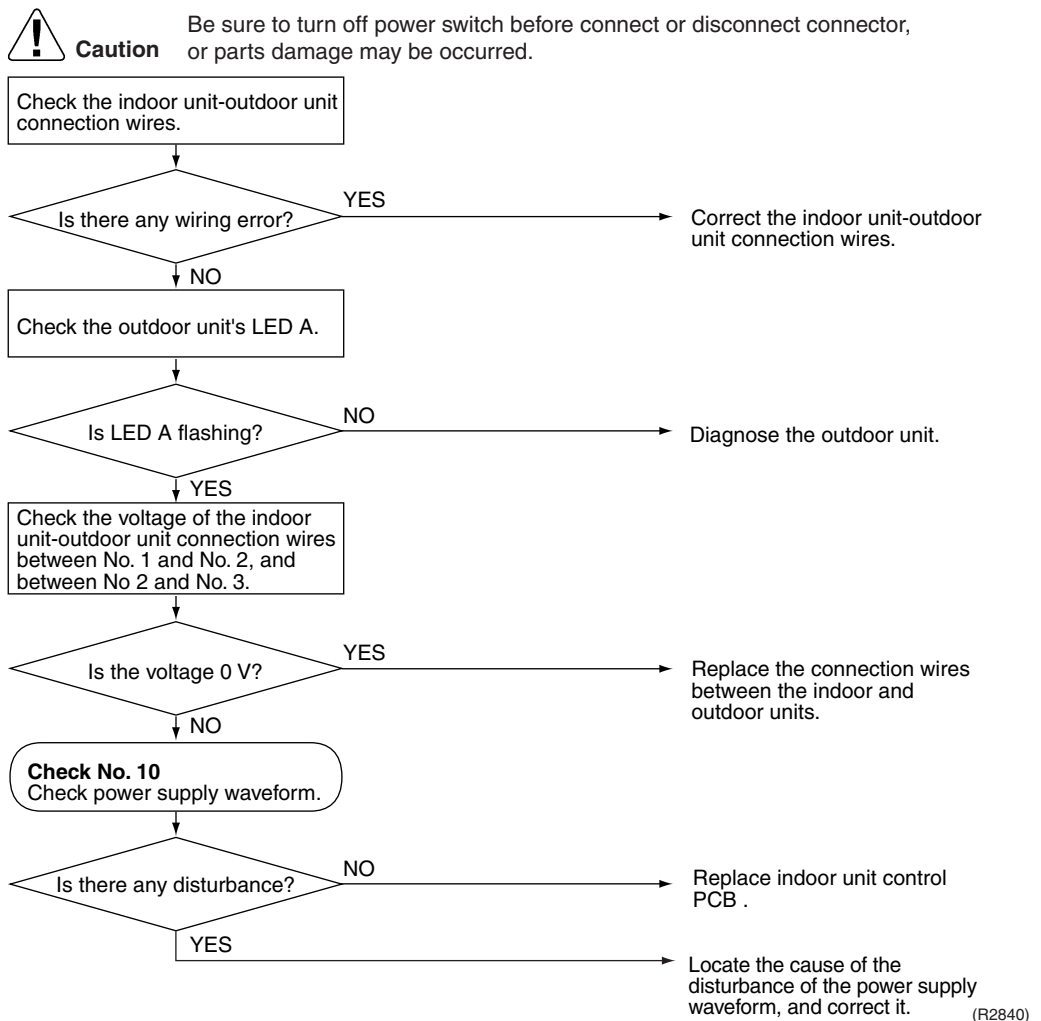 Be sure to turn off power switch before connect or disconnect connector,
Caution
or parts damage may be occurred.
Check the indoor unit-outdoor unit
connection wires.
YES
Is there any wiring error?
Correct the indoor unit-outdoor
unit connection wires.
NO
Check the outdoor unit's LED A.
NO
Is LED A flashing?
Diagnose the outdoor unit.
YES
Check the voltage of the indoor
unit-outdoor unit connection wires
between No. 1 and No. 2, and
between No 2 and No. 3.
YES
Is the voltage 0 V?
Replace the connection wires
between the indoor and
outdoor units.
NO
Check No. 10
Check power supply waveform.
NO
Is there any disturbance?
Replace indoor unit control
PCB .
YES
Locate the cause of the
disturbance of the power supply
waveform, and correct it.
(R2840)